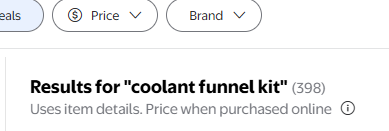 eals
Price
Brand
Results for "coolant funnel kit" (398)
Uses item details. Price when purchased online